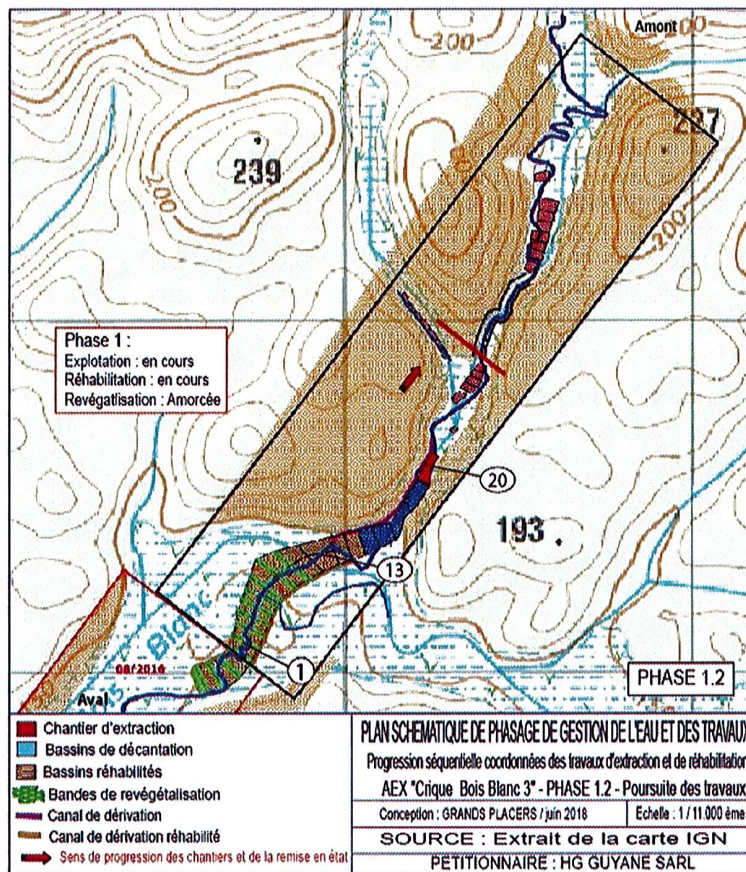 Amont
200
200
227
239
200
200
Phase 1 :
Explotation : en cours
Réhabilitation : en cours
Revégatlisation : Amorcée
20
193
13
Blanc
1
08/2016
PHASE 1.2
Aval
Chantier d'extraction
Bassins de décantation
Bassins réhabilités
Bandes de revégétalisation
Canal de dérivation
Canal de dérivation réhabilité
Sens de progression des chantiers et de la remise en état
PLAN SCHEMATIQUE DE PHASAGE DE GESTION DE L'EAU ET DES TRAVAUX
Progression séquentielle coordonnées des travaux d'extraction et de réhabilitation
AEX "Crique Bois Blanc 3" - PHASE 1.2 - Poursuite des travaux
Conception : GRANDS PLACERS / juin 2018
Echelle : 1 / 11.000 ème
SOURCE : Extrait de la carte IGN
PETITIONNAIRE : HG GUYANE SARL